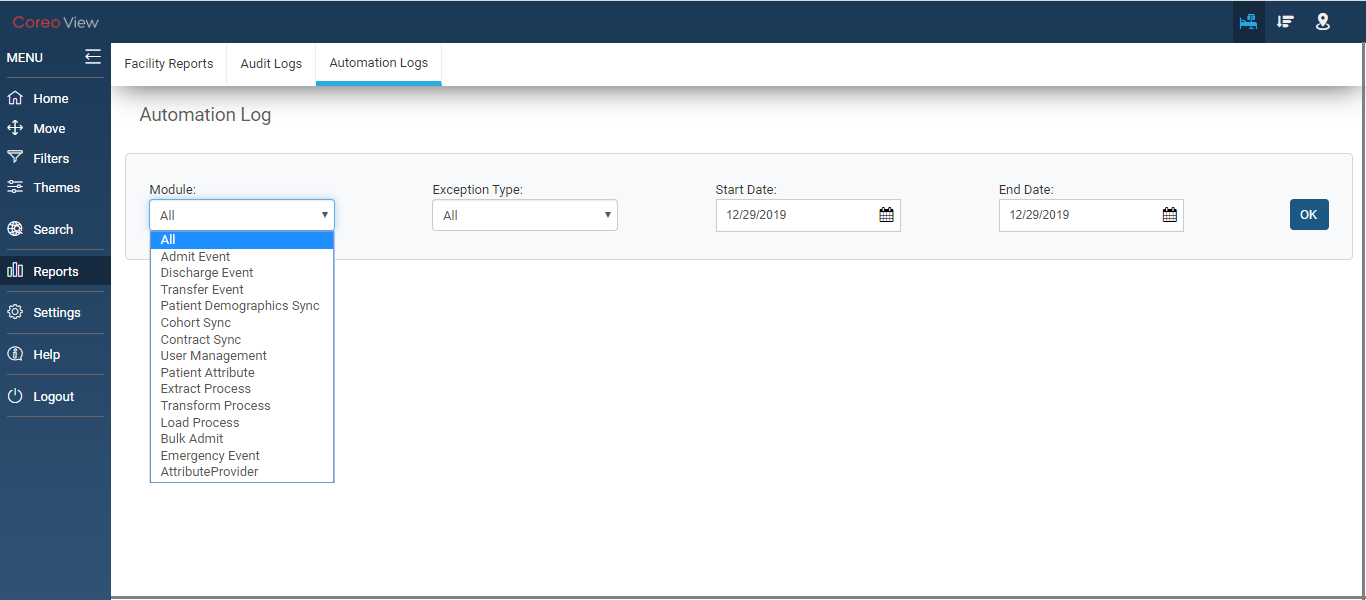 Coreo View
MENU
Home
Move
Filters
Themes
Search
Reports
Settings
Help
Logout
Facility Reports
Audit Logs
Automation Logs
Automation Log
Module:
All
Exception Type:
All
Start Date:
12/29/2019
End Date:
12/29/2019
OK
All
Admit Event
Discharge Event
Transfer Event
Patient Demographics Sync
Cohort Sync
Contract Sync
User Management
Patient Attribute
Extract Process
Transform Process
Load Process
Bulk Admit
Emergency Event
AttributeProvider